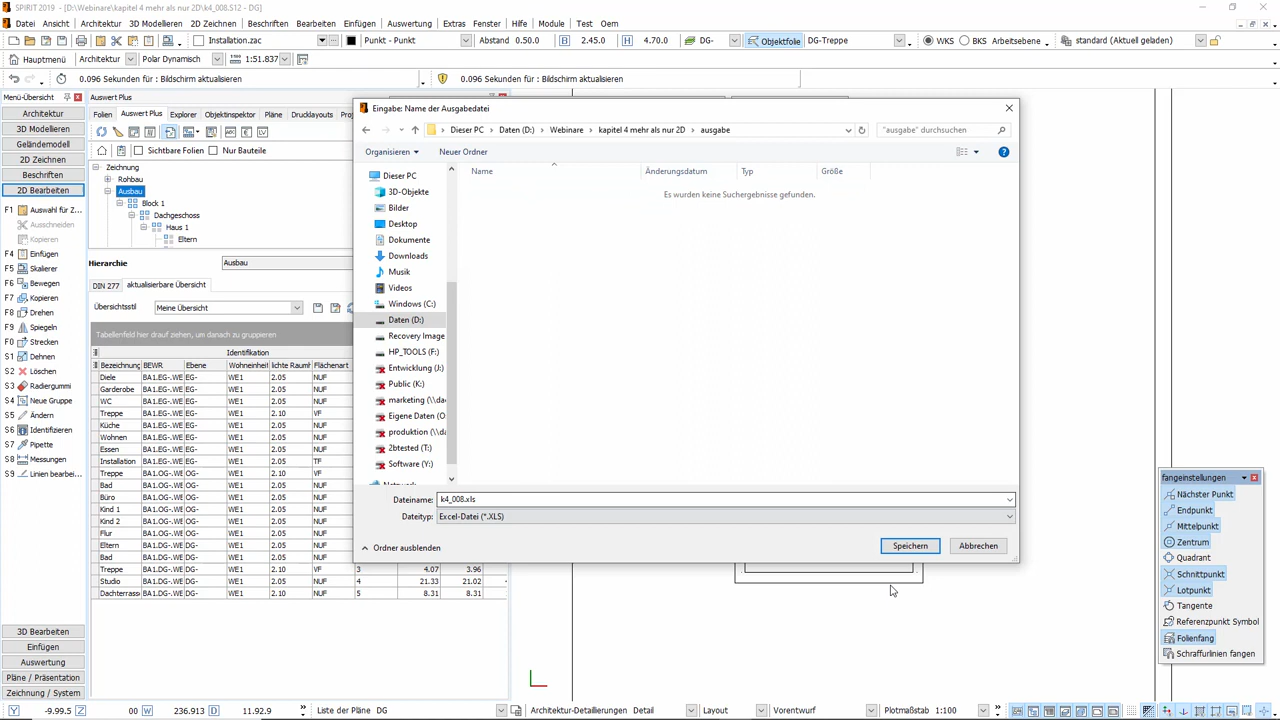 SPIRIT 2019 - D:\Webinare\kapitel 4 mehr als nur 2D\k4_008.S12 - DG
Datei Ansicht Architektur 3D Modellieren 2D Zeichnen Beschriften Bearbeiten Einfügen Auswertung Extras Fenster Hilfe Module Test Oem
Installation.zac Punkt - Punkt Abstand 0.50.0 B 2.45.0 H 4.70.0 DG- Objektfolie DG-Treppe WKS BKS Arbeitsebene standard (Aktuell geladen)
Hauptmenü Architektur Polar Dynamisch 1:51.837
0.096 Sekunden für : Bildschirm aktualisieren 0.096 Sekunden für : Bildschirm aktualisieren
Menü-Übersicht
Architektur
3D Modellieren
Geländemodell
2D Zeichnen
Beschriften
2D Bearbeiten
F1 Auswahl für Z...
Ausschneiden
Kopieren
F4 Einfügen
F5 Skalierer
F6 Bewegen
F7 Kopieren
F8 Drehen
F9 Spiegeln
F0 Strecken
S1 Dehnen
S2 Löschen
S3 Radiergummi
S4 Neue Gruppe
S5 Ändern
S6 Identifizieren
S7 Pipette
S8 Messungen
S9 Linien bearbei...
3D Bearbeiten
Einfügen
Auswertung
Pläne / Präsentation
Zeichnung / System
Auswert Plus
Folien Auswert Plus Explorer Objektinspektor Pläne Drucklayouts
Sichtbare Folien Nur Bauteile
Zeichnung
Rohbau
Ausbau
Block 1
Dachgeschoss
Haus 1
Eltern
Hierarchie Ausbau
DIN 277 aktualisierbare Übersicht
Übersichtsstil Meine Übersicht
Tabellenfeld hier drauf ziehen, um danach zu gruppieren
Identifikation
Bezeichnung BEWR Ebene Wohneinheit lichte Rauml Flächenart
Diele BA1.EG-.WE EG- WE1 2.05 NUF
Garderobe BA1.EG-.WE EG- WE1 2.05 NUF
WC BA1.EG-.WE EG- WE1 2.05 NUF
Treppe BA1.EG-.WE EG- WE1 2.10 VF
Küche BA1.EG-.WE EG- WE1 2.05 NUF
Wohnen BA1.EG-.WE EG- WE1 2.05 NUF
Essen BA1.EG-.WE EG- WE1 2.05 NUF
Installation BA1.EG-.WE EG- WE1 2.05 TF
Treppe BA1.OG-.WE OG- WE1 2.10 VF
Bad BA1.OG-.WE OG- WE1 2.05 NUF
Büro BA1.OG-.WE OG- WE1 2.05 NUF
Kind 1 BA1.OG-.WE OG- WE1 2.05 NUF
Kind 2 BA1.OG-.WE OG- WE1 2.05 NUF
Flur BA1.OG-.WE OG- WE1 2.05 NUF
Eltern BA1.DG-.WE DG- WE1 2.05 NUF
Bad BA1.DG-.WE DG- WE1 2.05 NUF
Treppe BA1.DG-.WE DG- WE1 2.10 VF 3 4.07 3.96
Studio BA1.DG-.WE DG- WE1 2.05 NUF 4 21.33 21.02
Dachterrass BA1.DG-.WE DG- WE1 2.10 NUF 5 8.31 8.31
Eingabe: Name der Ausgabedatei
Dieser PC Daten (D:) Webinare kapitel 4 mehr als nur 2D ausgabe "ausgabe" durchsuchen
Organisieren Neuer Ordner
Name Änderungsdatum Typ Größe
Es wurden keine Suchergebnisse gefunden.
Dieser PC
3D-Objekte
Bilder
Desktop
Dokumente
Downloads
Musik
Videos
Windows (C:)
Daten (D:)
Recovery Image
HP_TOOLS (F:)
Entwicklung (J:)
Public (K:)
marketing (\\da
Eigene Daten (O:
produktion (\\da
2btested (T:)
Software (Y:)
Dateiname: k4_008.xls
Dateityp: Excel-Datei (*.XLS)
Ordner ausblenden Speichern Abbrechen
fangeinstellungen
Nächster Punkt
Endpunkt
Mittelpunkt
Zentrum
Quadrant
Schnittpunkt
Lotpunkt
Tangente
Referenzpunkt Symbol
Folienfang
Schraffurlinien fangen
Y -9.99.5 Z 00 W 236.913 D 11.92.9 Liste der Pläne DG Architektur-Detaillierungen Detail Layout Vorentwurf Plotmaßstab 1:100